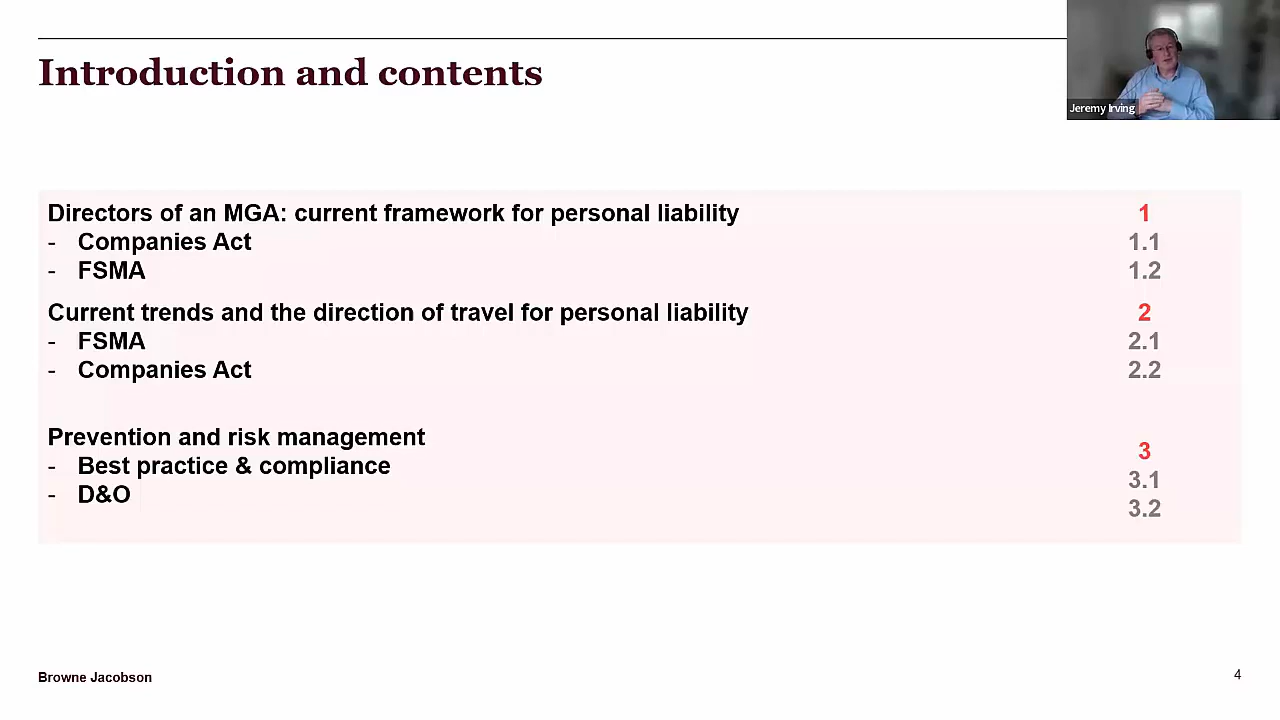 Introduction and contents
Jeremy Irving
Directors of an MGA: current framework for personal liability 1
- Companies Act 1.1
- FSMA 1.2
Current trends and the direction of travel for personal liability 2
- FSMA 2.1
- Companies Act 2.2
Prevention and risk management 3
- Best practice & compliance 3.1
- D&O 3.2
Browne Jacobson 4